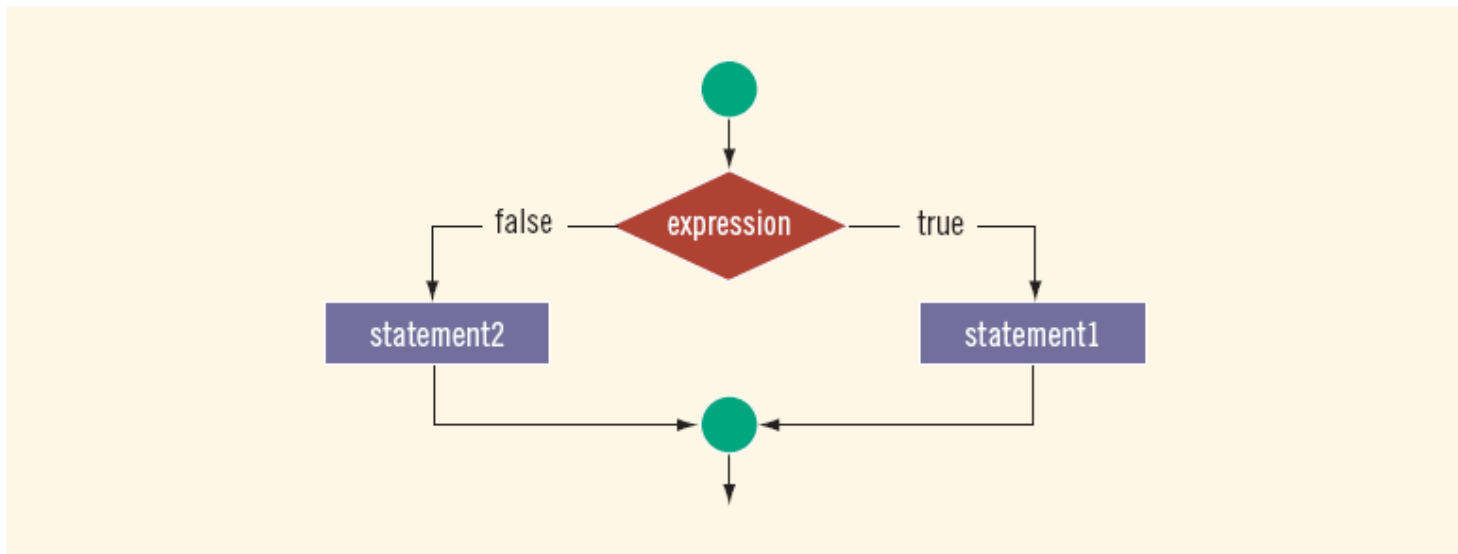 false
expression
true
statement2
statement1